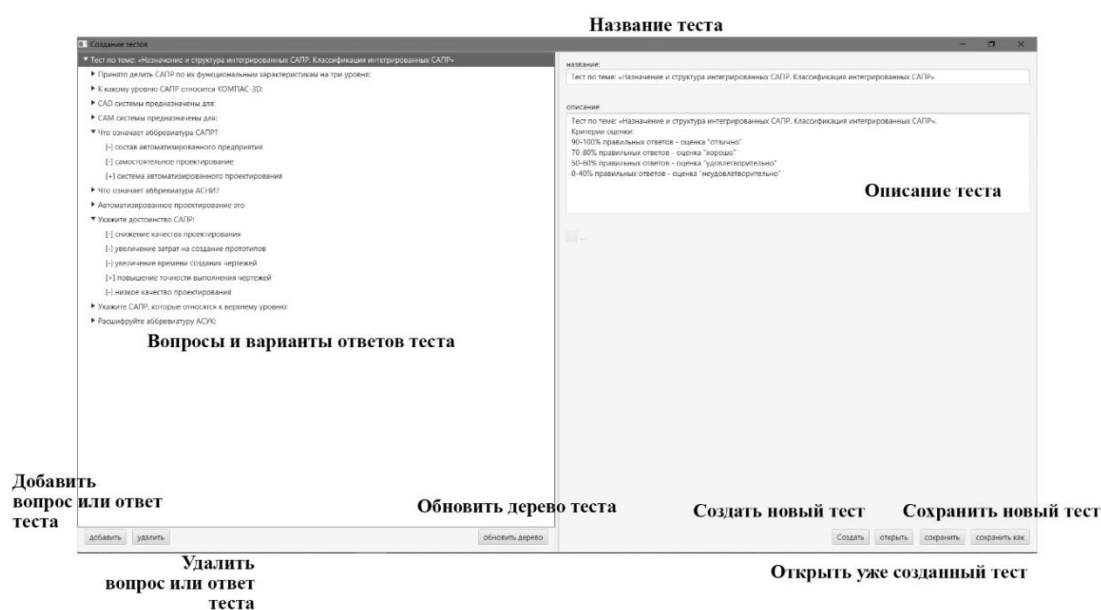 Название теста
Создание тестов
Тест по теме: «Назначение и структура интегрированных САПР. Классификация интегрированных САПР»
Принято делить САПР по их функциональным характеристикам на три уровня:
К какому уровню САПР относится КОМПАС-3D:
CAD системы предназначены для:
CAM системы предназначены для:
Что означает аббревиатура САПР?
[-] состав автоматизированного предприятия
[-] самостоятельное проектирование
[+] система автоматизированного проектирования
Что означает аббревиатура АСНИ?
Автоматизированное проектирование это
Укажите достоинство САПР:
[-] снижение качества проектирования
[-] увеличение затрат на создание прототипов
[-] увеличение времени создания чертежей
[+] повышение точности выполнения чертежей
[-] низкое качество проектирования
Укажите САПР, которые относятся к верхнему уровню:
Расшифруйте аббревиатуру АСУК:
Вопросы и варианты ответов теста
название:
Тест по теме: «Назначение и структура интегрированных САПР. Классификация интегрированных САПР»
описание
Тест по теме: «Назначение и структура интегрированных САПР. Классификация интегрированных САПР».
Критерии оценки:
90-100% правильных ответов - оценка "отлично"
70-80% правильных ответов - оценка "хорошо"
50-60% правильных ответов - оценка "удовлетворительно"
0-40% правильных ответов - оценка "неудовлетворительно"
Описание теста
...
Добавить
вопрос или ответ
теста
Обновить дерево теста
Создать новый тест
Сохранить новый тест
добавить
удалить
обновить дерево
Создать
открыть
сохранить
сохранить как
Удалить
вопрос или ответ
теста
Открыть уже созданный тест